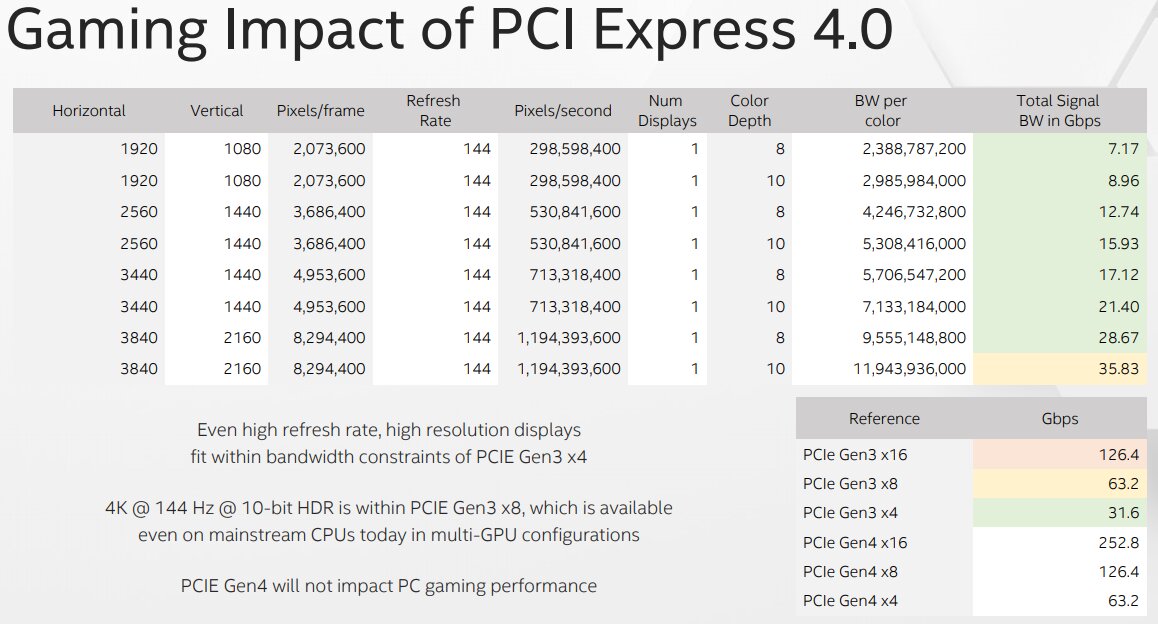 Gaming Impact of PCI Express 4.0
Horizontal Vertical Pixels/frame Refresh Rate Pixels/second Num Displays Color Depth BW per color Total Signal BW in Gbps
1920 1080 2,073,600 144 298,598,400 1 8 2,388,787,200 7.17
1920 1080 2,073,600 144 298,598,400 1 10 2,985,984,000 8.96
2560 1440 3,686,400 144 530,841,600 1 8 4,246,732,800 12.74
2560 1440 3,686,400 144 530,841,600 1 10 5,308,416,000 15.93
3440 1440 4,953,600 144 713,318,400 1 8 5,706,547,200 17.12
3440 1440 4,953,600 144 713,318,400 1 10 7,133,184,000 21.40
3840 2160 8,294,400 144 1,194,393,600 1 8 9,555,148,800 28.67
3840 2160 8,294,400 144 1,194,393,600 1 10 11,943,936,000 35.83
Even high refresh rate, high resolution displays
fit within bandwidth constraints of PCIE Gen3 x4
4K @ 144 Hz @ 10-bit HDR is within PCIE Gen3 x8, which is available
even on mainstream CPUs today in multi-GPU configurations
PCIE Gen4 will not impact PC gaming performance
Reference Gbps
PCIe Gen3 x16 126.4
PCIe Gen3 x8 63.2
PCIe Gen3 x4 31.6
PCIe Gen4 x16 252.8
PCIe Gen4 x8 126.4
PCIe Gen4 x4 63.2